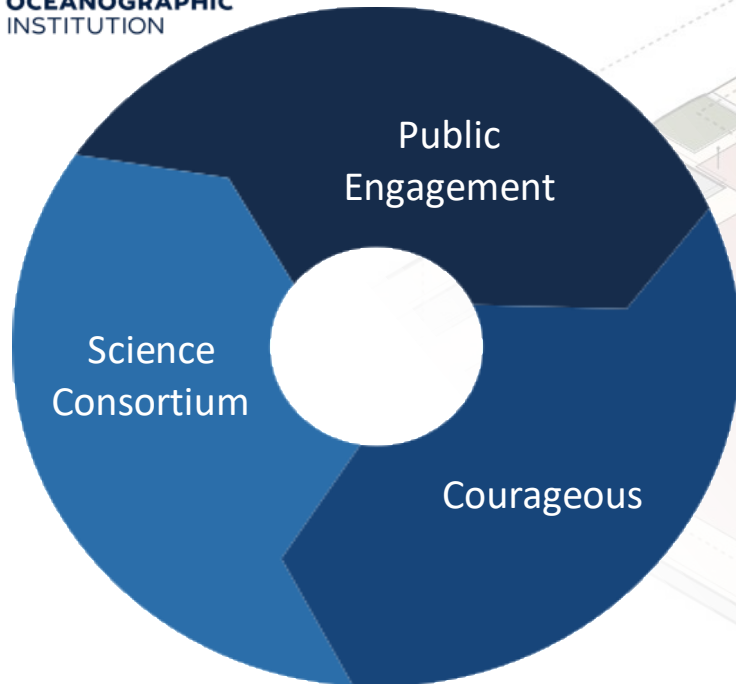 OCEANOGRAPHIC
INSTITUTION
Public
Engagement
Science
Consortium
Courageous